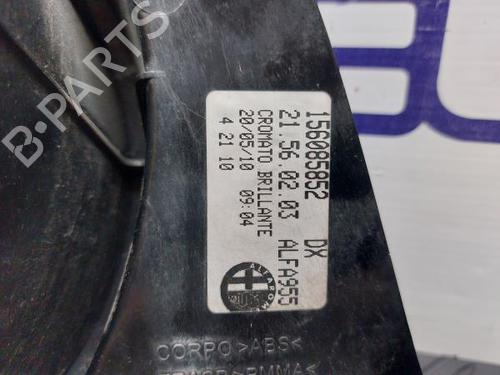 156085852 DX
21.56.02.03 ALFA955
CROMATO BRILLANTE
20/05/10 09:04
4 21 10
CORPO >ABS<
>PMMA<
B-PARTS